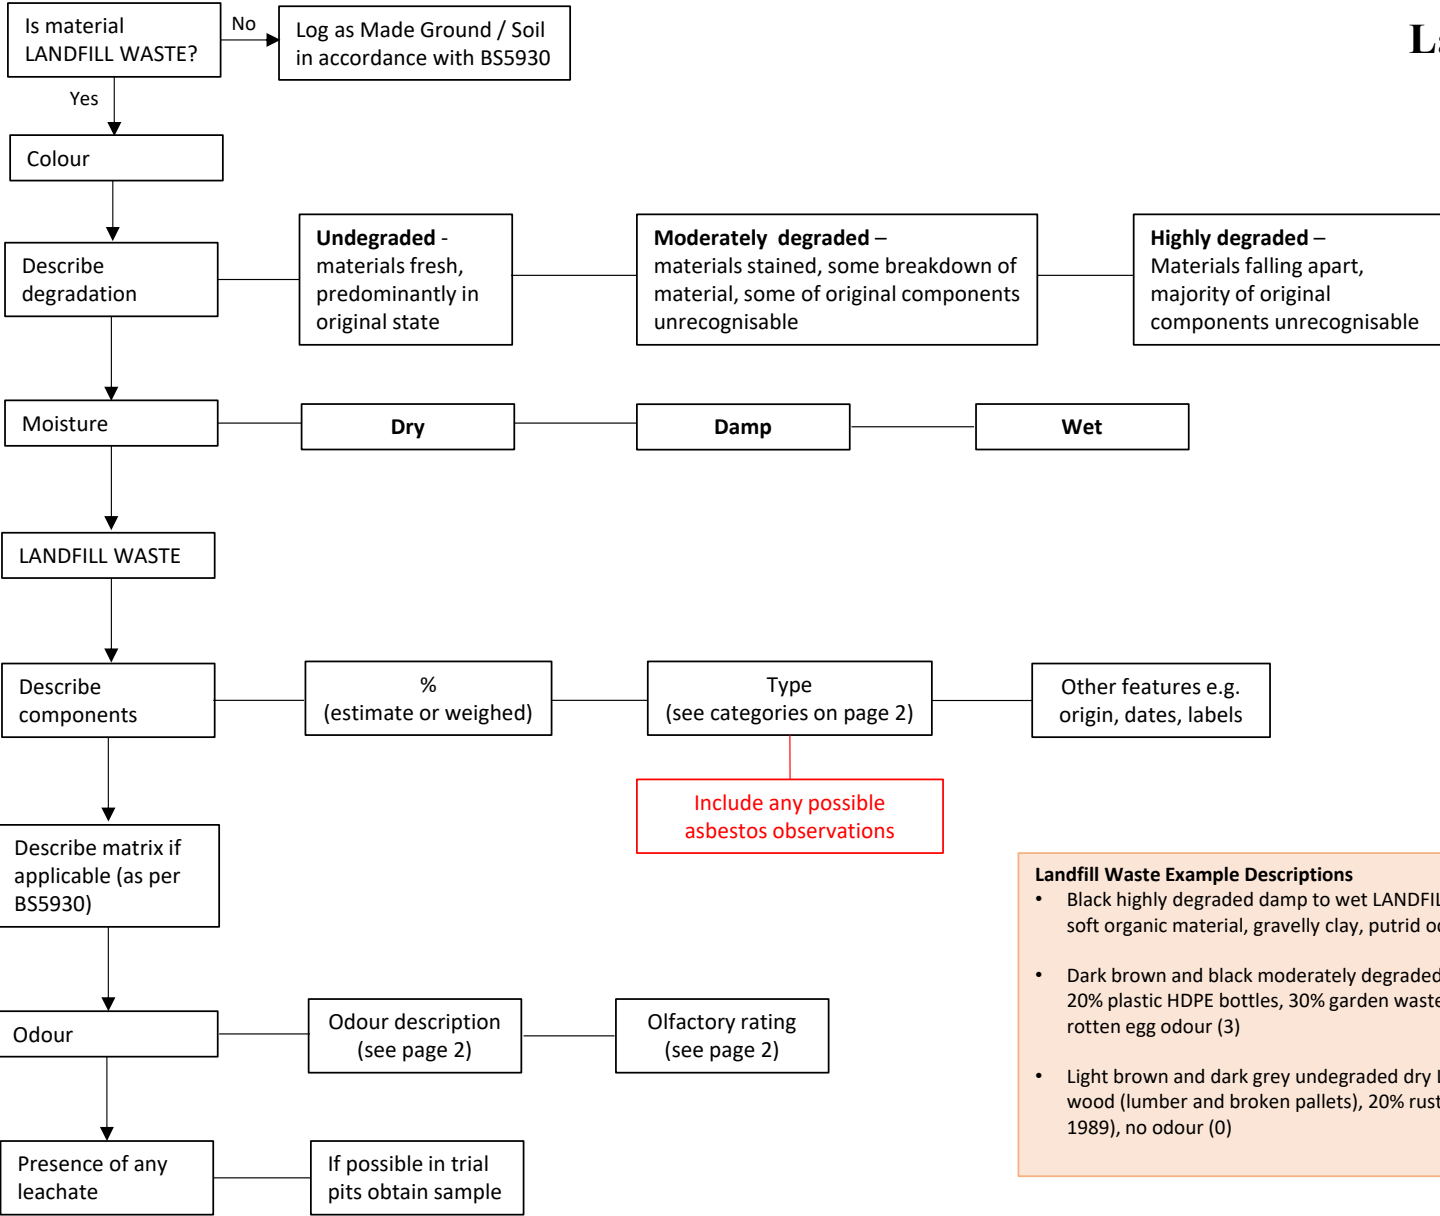 Is material
LANDFILL WASTE?
No
Log as Made Ground / Soil
in accordance with BS5930
Yes
Colour
Describe
degradation
Undegraded -
materials fresh,
predominantly in
original state
Moderately degraded –
materials stained, some breakdown of
material, some of original components
unrecognisable
Highly degraded –
Materials falling apart,
majority of original
components unrecognisable
Moisture
Dry
Damp
Wet
LANDFILL WASTE
Describe
components
%
(estimate or weighed)
Type
(see categories on page 2)
Other features e.g.
origin, dates, labels
Include any possible
asbestos observations
Describe matrix if
applicable (as per
BS5930)
Odour
Odour description
(see page 2)
Olfactory rating
(see page 2)
Presence of any
leachate
If possible in trial
pits obtain sample
Landfill Waste Example Descriptions
• Black highly degraded damp to wet
soft organic material, gravelly clay, putrid
• Dark brown and black moderately degraded
20% plastic HDPE bottles, 30% garden waste
rotten egg odour (3)
• Light brown and dark grey undegraded dry
wood (lumber and broken pallets), 20%
1989), no odour (0)